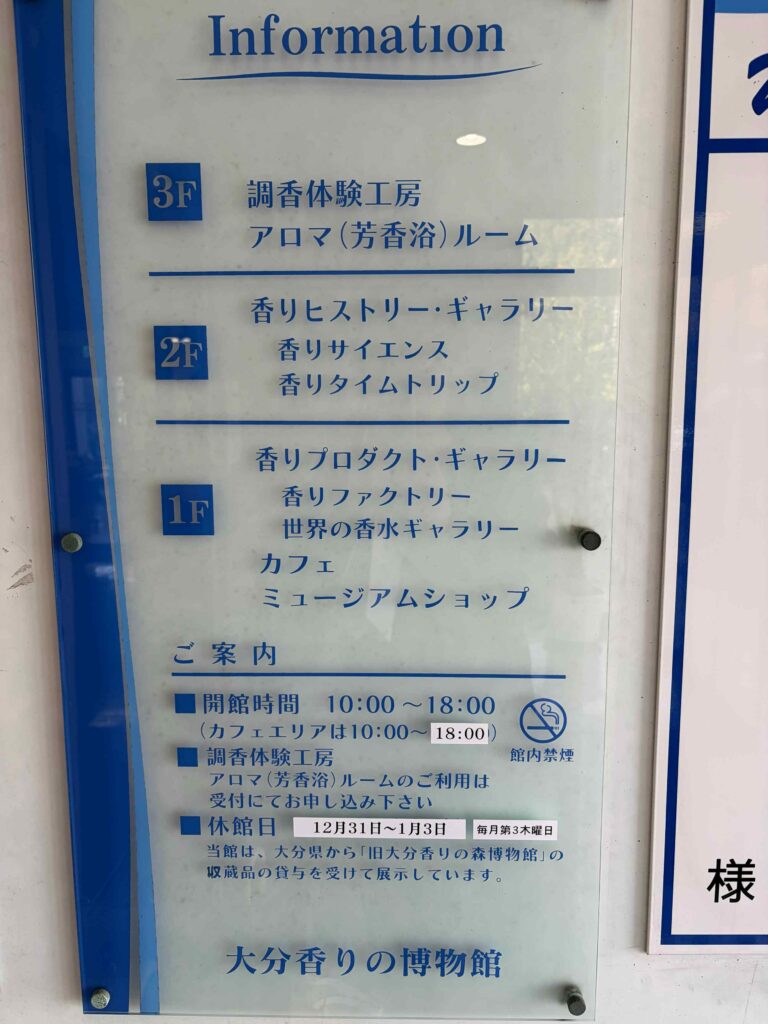 Information
3F
調香体験工房
アロマ(芳香浴)ルーム
2F
香りヒストリー・ギャラリー
香りサイエンス
香りタイムトリップ
1F
香りプロダクト・ギャラリー
香りファクトリー
世界の香水ギャラリー
カフェ
ミュージアムショップ
ご案内
■開館時間 10:00～18:00
(カフェエリアは10:00～18:00)
館内禁煙
■調香体験工房
アロマ(芳香浴)ルームのご利用は
受付にてお申し込み下さい
■休館日 12月31日～1月3日 毎月第3木曜日
当館は、大分県から「旧大分香りの森博物館」の
収蔵品の貸与を受けて展示しています。
大分香りの博物館
様